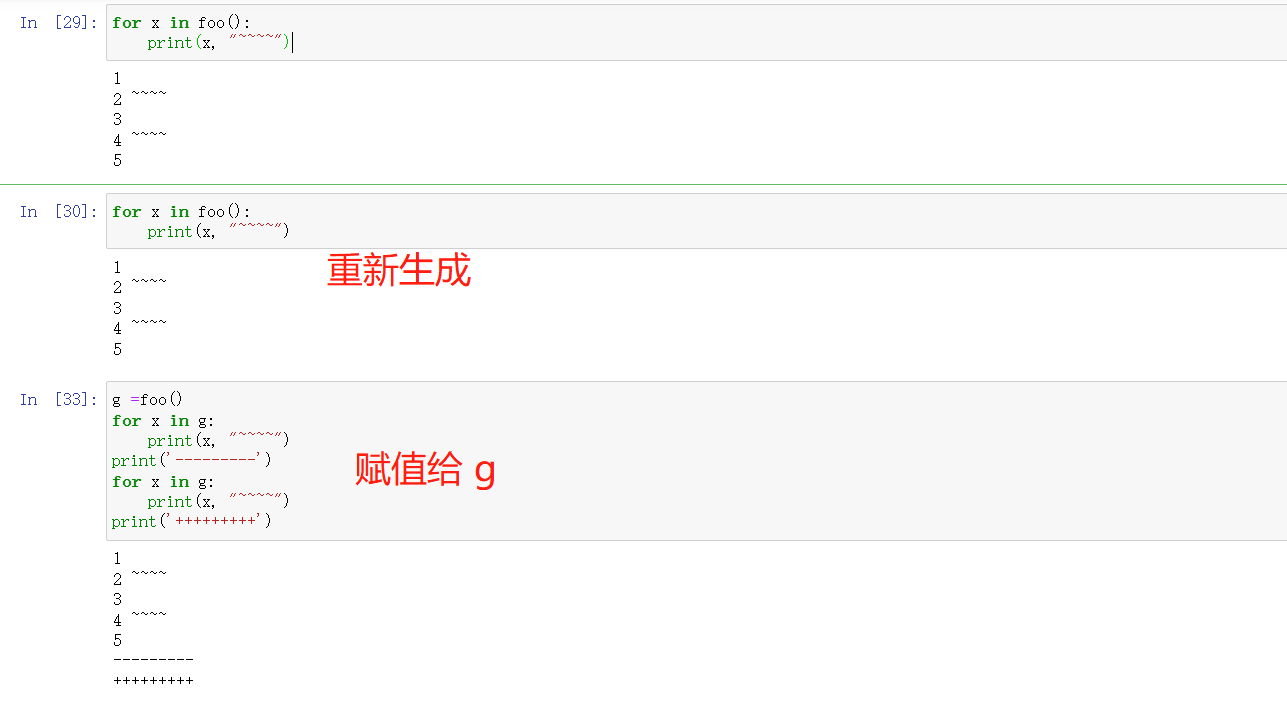 In [29]: for x in foo():
    print(x, "~~~~")
1
2 ~~~~
3
4 ~~~~
5
In [30]: for x in foo():
    print(x, "~~~~")
重新生成
1
2 ~~~~
3
4 ~~~~
5
In [33]: g =foo()
for x in g:
    print(x, "~~~~")
print('---------')
赋值给 g
for x in g:
    print(x, "~~~~")
print('+++++++++')
1
2 ~~~~
3
4 ~~~~
5
---------
+++++++++